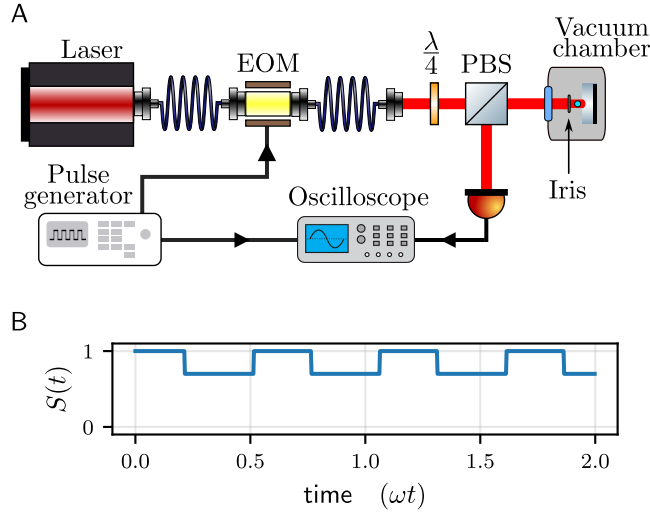 A
Laser
EOM
λ/4
PBS
Vacuum
chamber
Pulse
generator
Oscilloscope
Iris
B
S(t)
1
0
0.0 0.5 1.0 1.5 2.0
time (ωt)